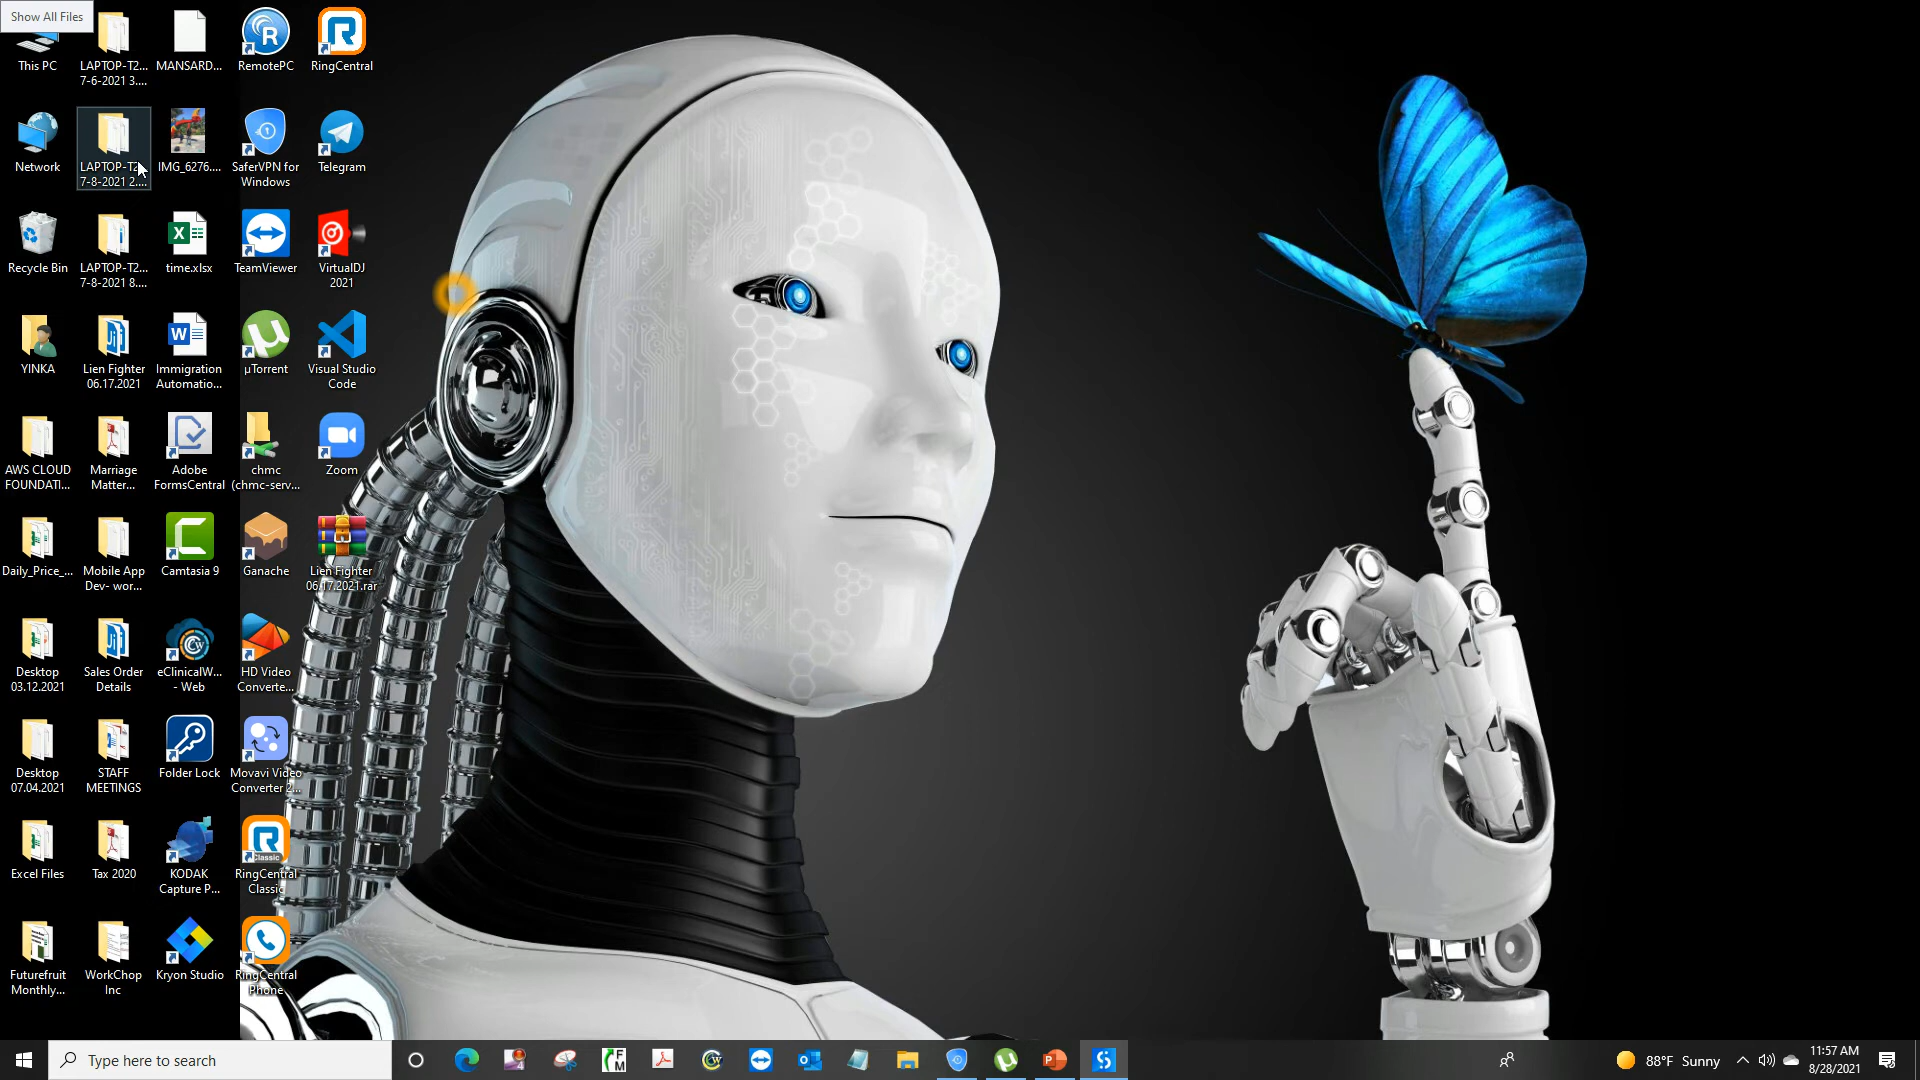 Show All Files
This PC
LAPTOP-T2...
7-6-2021 3....
MANSARD...
RemotePC
RingCentral
Network
LAPTOP-T2...
7-8-2021 2....
IMG_6276....
SaferVPN for
Windows
Telegram
Recycle Bin
LAPTOP-T2...
7-8-2021 8....
time.xlsx
TeamViewer
VirtualDJ
2021
YINKA
Lien Fighter
06.17.2021
Immigration
Automatio...
µTorrent
Visual Studio
Code
AWS CLOUD
FOUNDATI...
Marriage
Matter...
Adobe
FormsCentral
chmc
(chmc-serv...
Zoom
Daily_Price_...
Mobile App
Dev- wor...
Camtasia 9
Ganache
Lien Fighter
06.17.2021.rar
Desktop
03.12.2021
Sales Order
Details
eClinicalW...
- Web
HD Video
Converte...
Desktop
07.04.2021
STAFF
MEETINGS
Folder Lock
Movavi Video
Converter 2...
Excel Files
Tax 2020
KODAK
Capture P...
Classic
RingCentral
Classic
Futurefruit
Monthly...
WorkChop
Inc
Kryon Studio
RingCentral
Phone
Type here to search
88°F Sunny
11:57 AM
8/28/2021